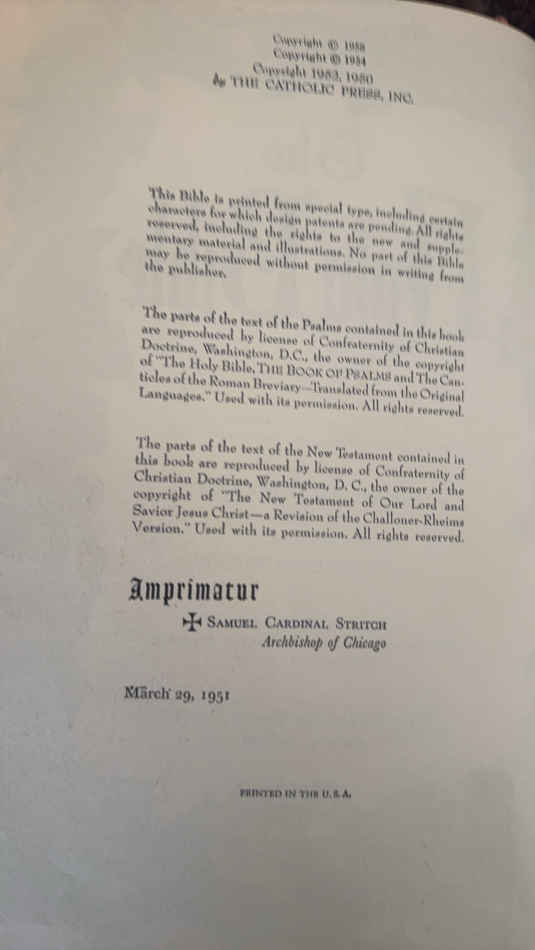 Copyright © 1958
Copyright © 1954
Copyright 1952, 1950
by THE CATHOLIC PRESS, INC.
This Bible is printed from special type, including certain
characters for which design patents are pending. All rights
reserved, including the rights to the new and supple-
mentary material and illustrations. No part of this Bible
may be reproduced without permission in writing from
the publisher.
The parts of the text of the Psalms contained in this book
are reproduced by license of Confraternity of Christian
Doctrine, Washington, D.C., the owner of the copyright
of "The Holy Bible, THE BOOK OF PSALMS and The Can-
ticles of the Roman Breviary—Translated from the Original
Languages." Used with its permission. All rights reserved.
The parts of the text of the New Testament contained in
this book are reproduced by license of Confraternity of
Christian Doctrine, Washington, D. C., the owner of the
copyright of "The New Testament of Our Lord and
Savior Jesus Christ—a Revision of the Challoner-Rheims
Version." Used with its permission. All rights reserved.
Imprimatur
✠ SAMUEL CARDINAL STRITCH
Archbishop of Chicago
March 29, 1951
PRINTED IN THE U. S. A.